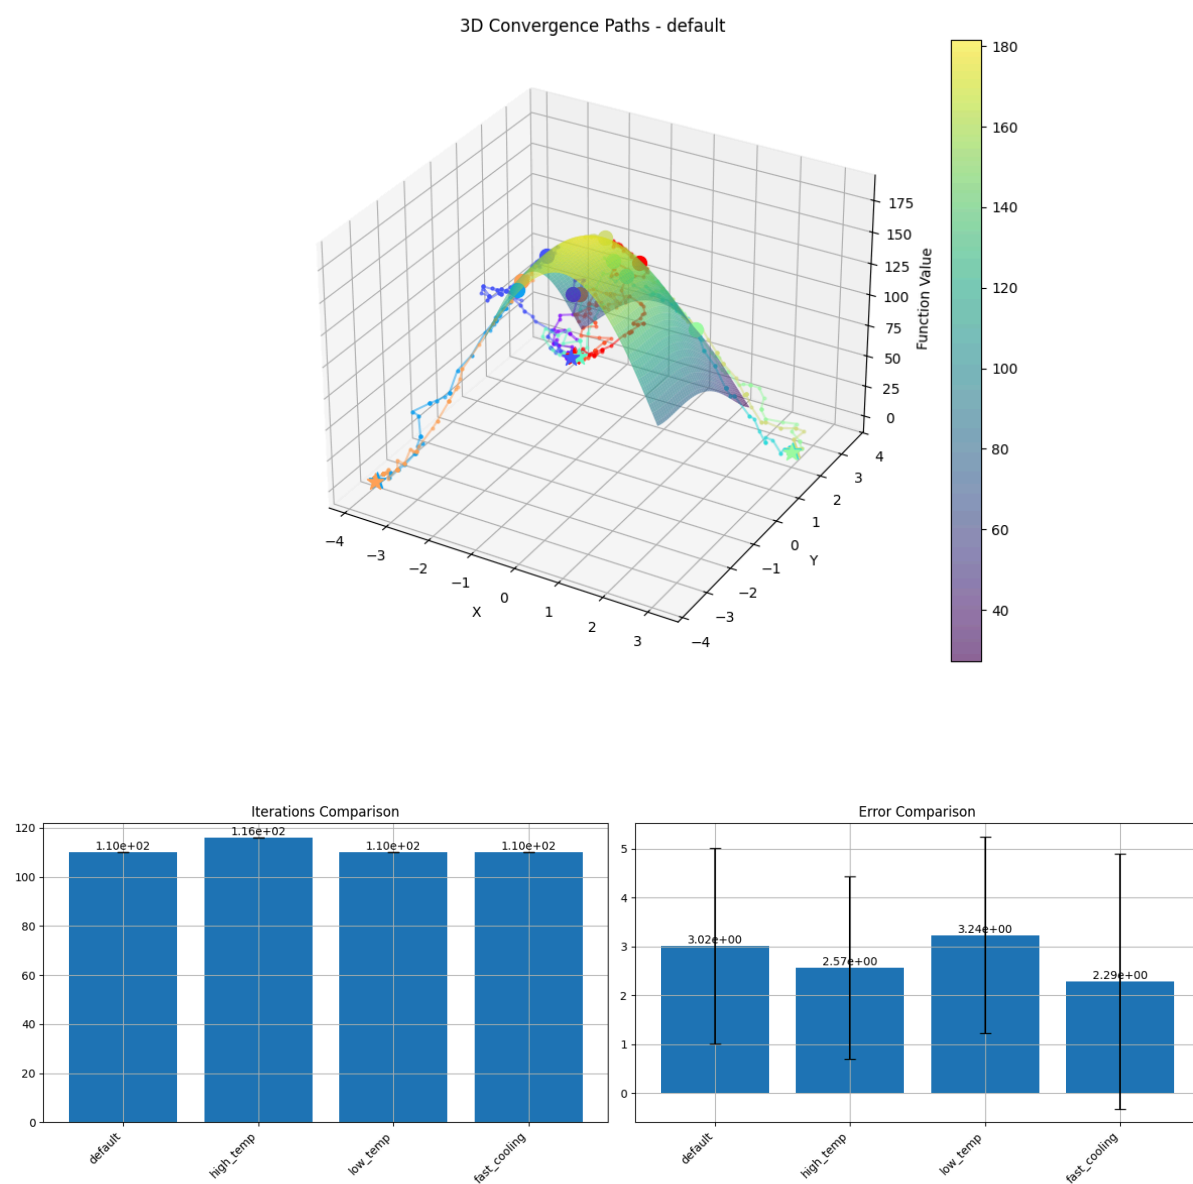 3D Convergence Paths - default
180
160
140
120
100
80
60
40
175
150
125
100
75
50
25
0
Function Value
4
3
2
1
0
−1
−2
−3
−4
Y
−4
−3
−2
−1
0
1
2
3
X
Iterations Comparison
120
100
80
60
40
20
0
1.10e+02
1.16e+02
1.10e+02
1.10e+02
default
high_temp
low_temp
fast_cooling
Error Comparison
5
4
3
2
1
0
3.02e+00
2.57e+00
3.24e+00
2.29e+00
default
high_temp
low_temp
fast_cooling